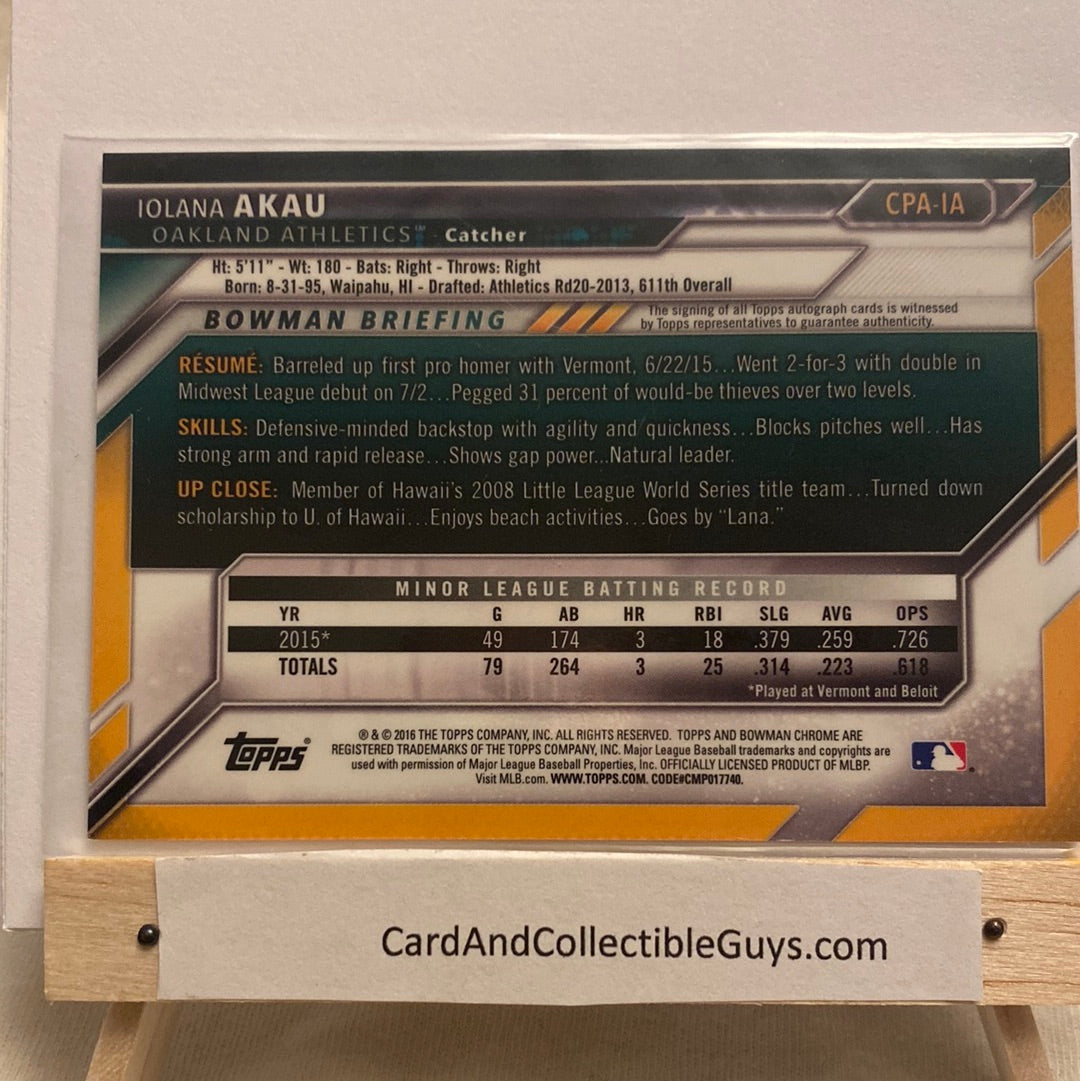 IOLANA AKAU
CPA-IA
OAKLAND ATHLETICS™ - Catcher
Ht: 5'11" - Wt: 180 - Bats: Right - Throws: Right
Born: 8-31-95, Waipahu, HI - Drafted: Athletics Rd20-2013, 611th Overall
BOWMAN BRIEFING
The signing of all Topps autograph cards is witnessed
by Topps representatives to guarantee authenticity.
RÉSUMÉ: Barreled up first pro homer with Vermont, 6/22/15...Went 2-for-3 with double in
Midwest League debut on 7/2...Pegged 31 percent of would-be thieves over two levels.
SKILLS: Defensive-minded backstop with agility and quickness...Blocks pitches well...Has
strong arm and rapid release...Shows gap power...Natural leader.
UP CLOSE: Member of Hawaii's 2008 Little League World Series title team...Turned down
scholarship to U. of Hawaii...Enjoys beach activities...Goes by "Lana."
MINOR LEAGUE BATTING RECORD
YR G AB HR RBI SLG AVG OPS
2015* 49 174 3 18 .379 .259 .726
TOTALS 79 264 3 25 .314 .223 .618
*Played at Vermont and Beloit
topps®
® & © 2016 THE TOPPS COMPANY, INC. ALL RIGHTS RESERVED. TOPPS AND BOWMAN CHROME ARE
REGISTERED TRADEMARKS OF THE TOPPS COMPANY, INC. Major League Baseball trademarks and copyrights are
used with permission of Major League Baseball Properties, Inc. OFFICIALLY LICENSED PRODUCT OF MLBP.
Visit MLB.com. WWW.TOPPS.COM. CODE#CMP017740.
CardAndCollectibleGuys.com